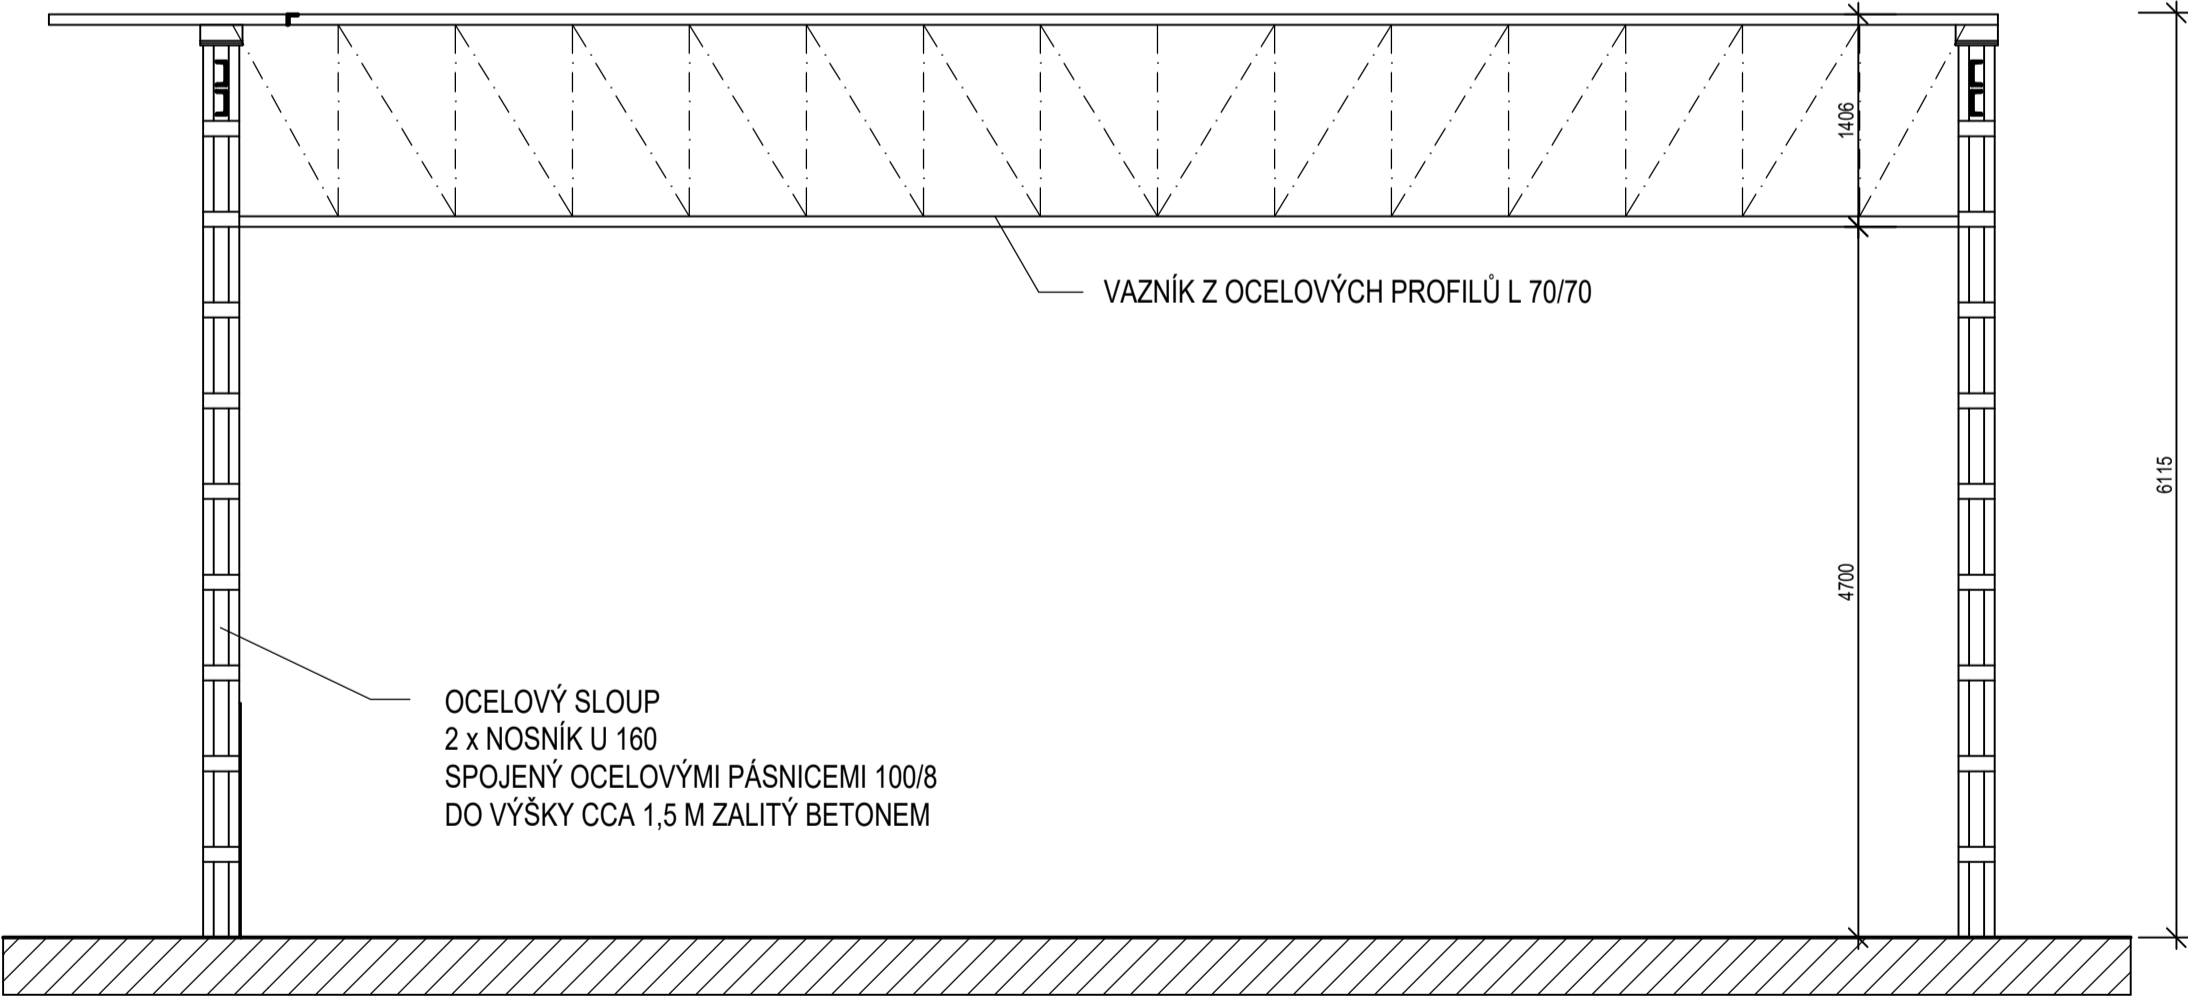 1406
VAZNÍK Z OCELOVÝCH PROFILŮ L 70/70
6115
4700
OCELOVÝ SLOUP
2 x NOSNÍK U 160
SPOJENÝ OCELOVÝMI PÁSNICEMI 100/8
DO VÝŠKY CCA 1,5 M ZALITÝ BETONEM